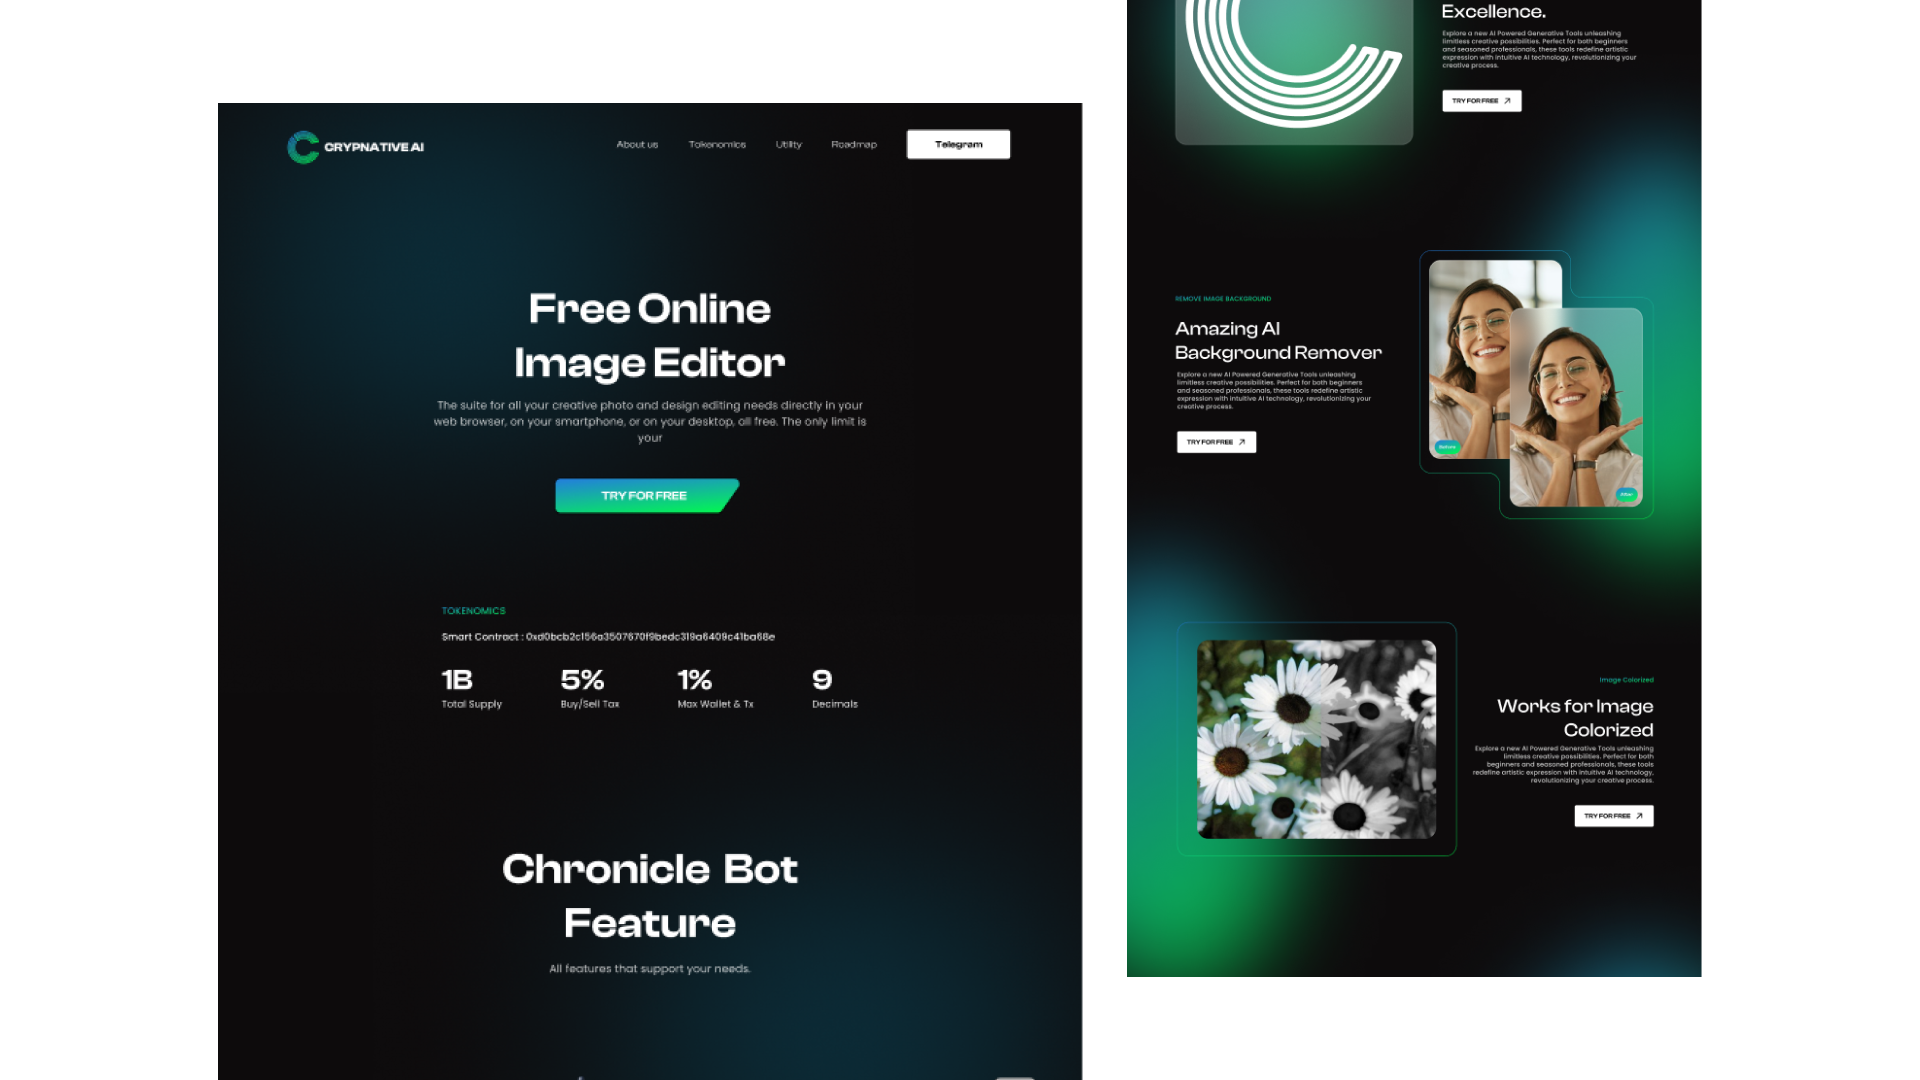 CRYPNATIVE AI
About us
Tokenomics
Utility
Roadmap
Telegram
Free Online
Image Editor
The suite for all your creative photo and design editing needs directly in your
web browser, on your smartphone, or on your desktop, all free. The only limit is
your
TRY FOR FREE
TOKENOMICS
Smart Contract : 0xd0bcb2c156a3507670f9bedc319a6409c41ba68e
1B
Total Supply
5%
Buy/Sell Tax
1%
Max Wallet & Tx
9
Decimals
Chronicle Bot
Feature
All features that support your needs.
Excellence.
Explore a new AI Powered Generative Tools unleashing
limitless creative possibilities. Perfect for both beginners
and seasoned professionals, these tools redefine artistic
expression with intuitive AI technology, revolutionizing your
creative process.
TRY FOR FREE
REMOVE IMAGE BACKGROUND
Amazing AI
Background Remover
Explore a new AI Powered Generative Tools unleashing
limitless creative possibilities. Perfect for both beginners
and seasoned professionals, these tools redefine artistic
expression with intuitive AI technology, revolutionizing your
creative process.
TRY FOR FREE
Before
After
Image Colorized
Works for Image
Colorized
Explore a new AI Powered Generative Tools unleashing
limitless creative possibilities. Perfect for both
beginners and seasoned professionals, these tools
redefine artistic expression with intuitive AI technology,
revolutionizing your creative process.
TRY FOR FREE